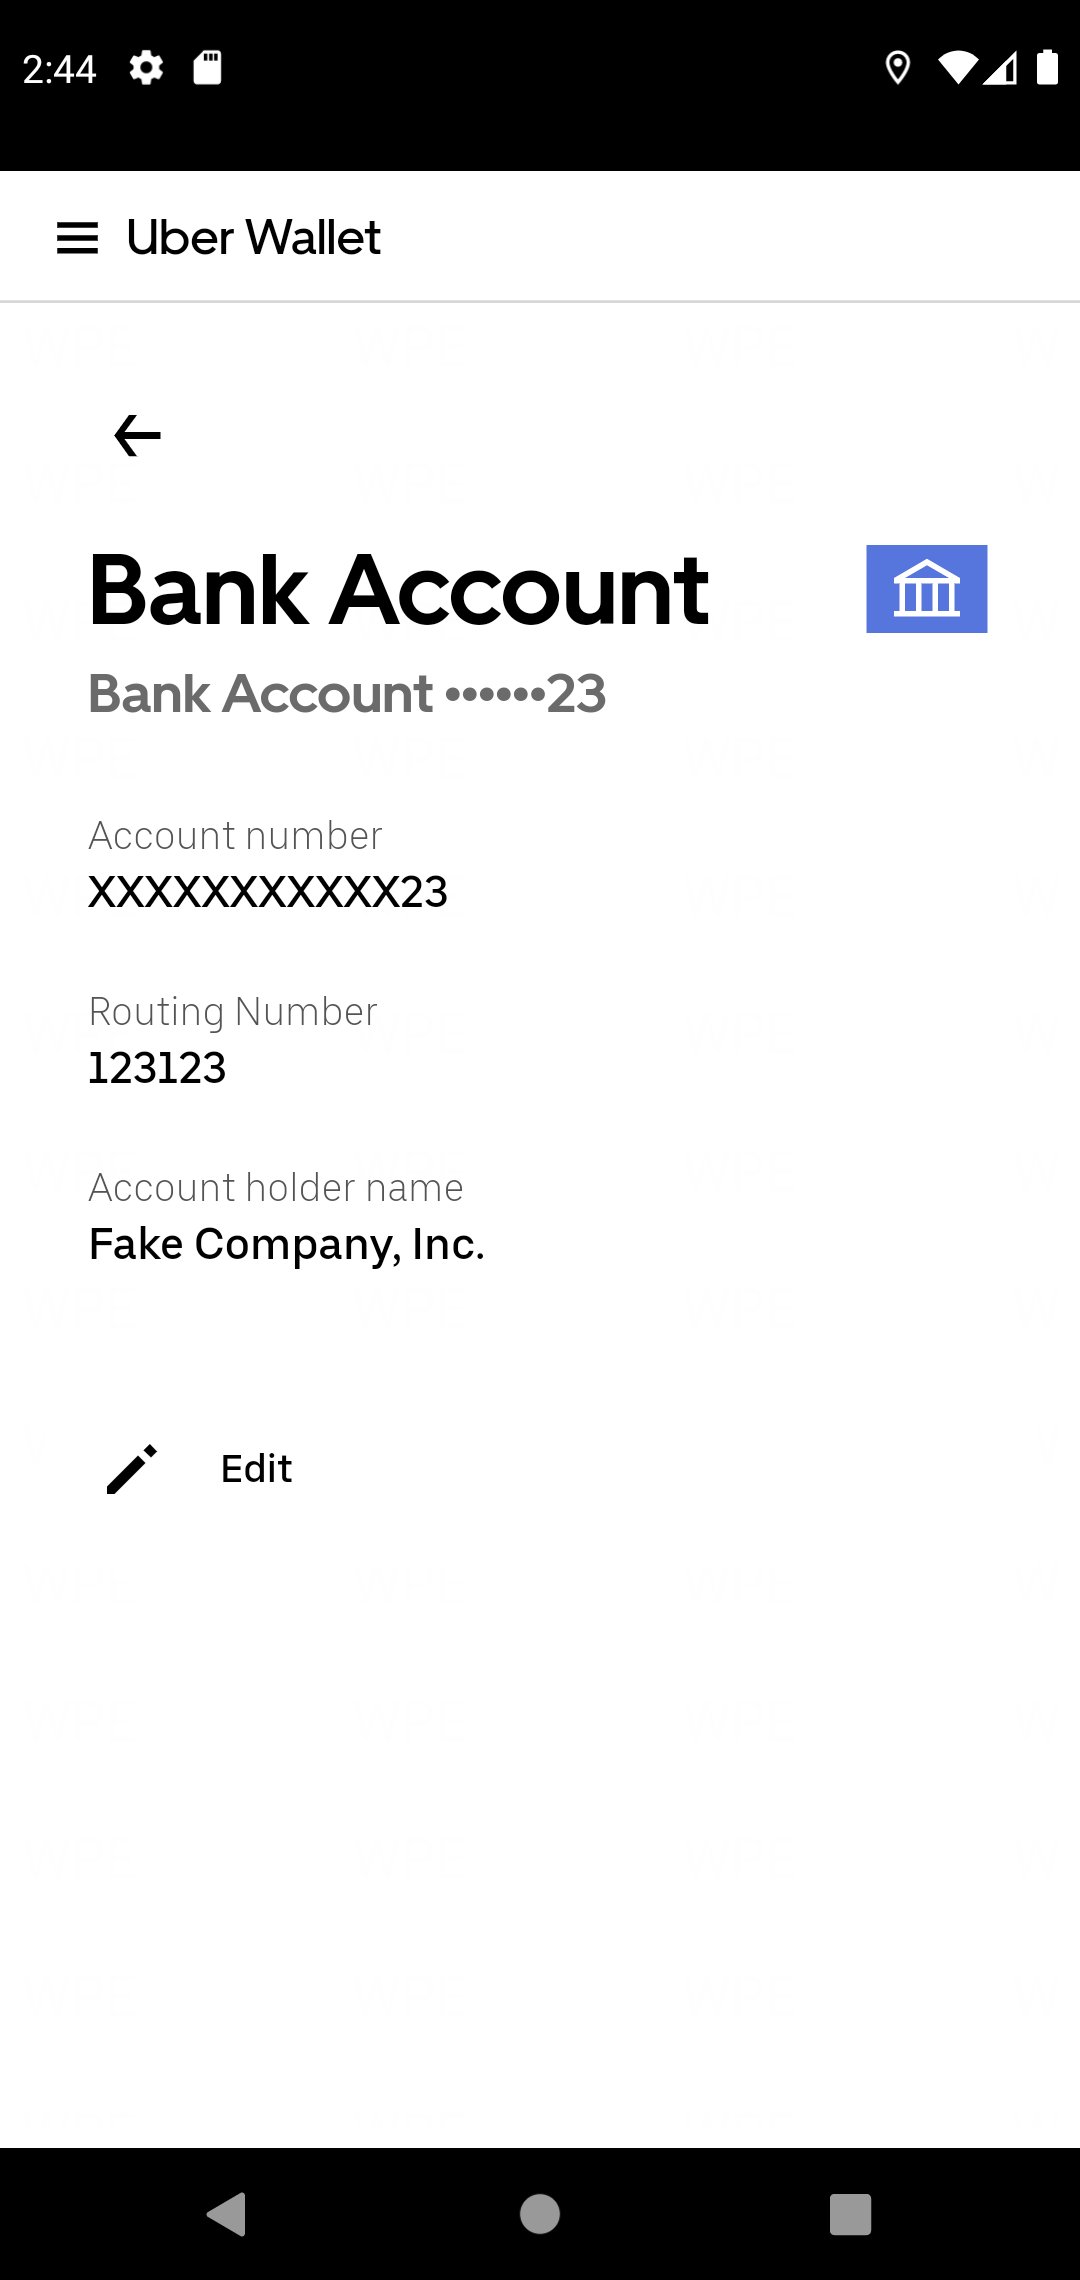 2:44
Uber Wallet
Bank Account
Bank Account ••••••23
Account number
XXXXXXXXXXX23
Routing Number
123123
Account holder name
Fake Company, Inc.
Edit